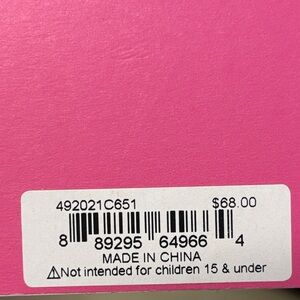 492021C651 $68.00
8 89295 64966 4
MADE IN CHINA
⚠Not intended for children 15 & under